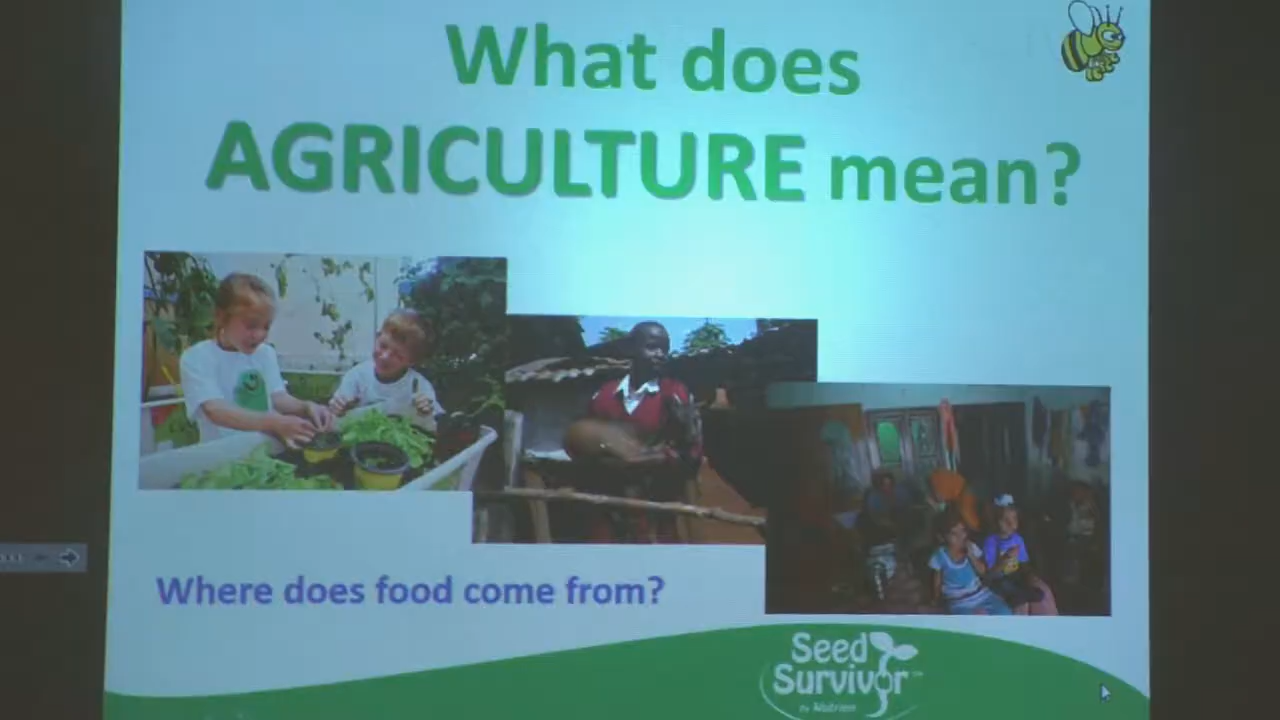 What does
AGRICULTURE mean?
Where does food come from?
Seed
Survivor
By Nutrien